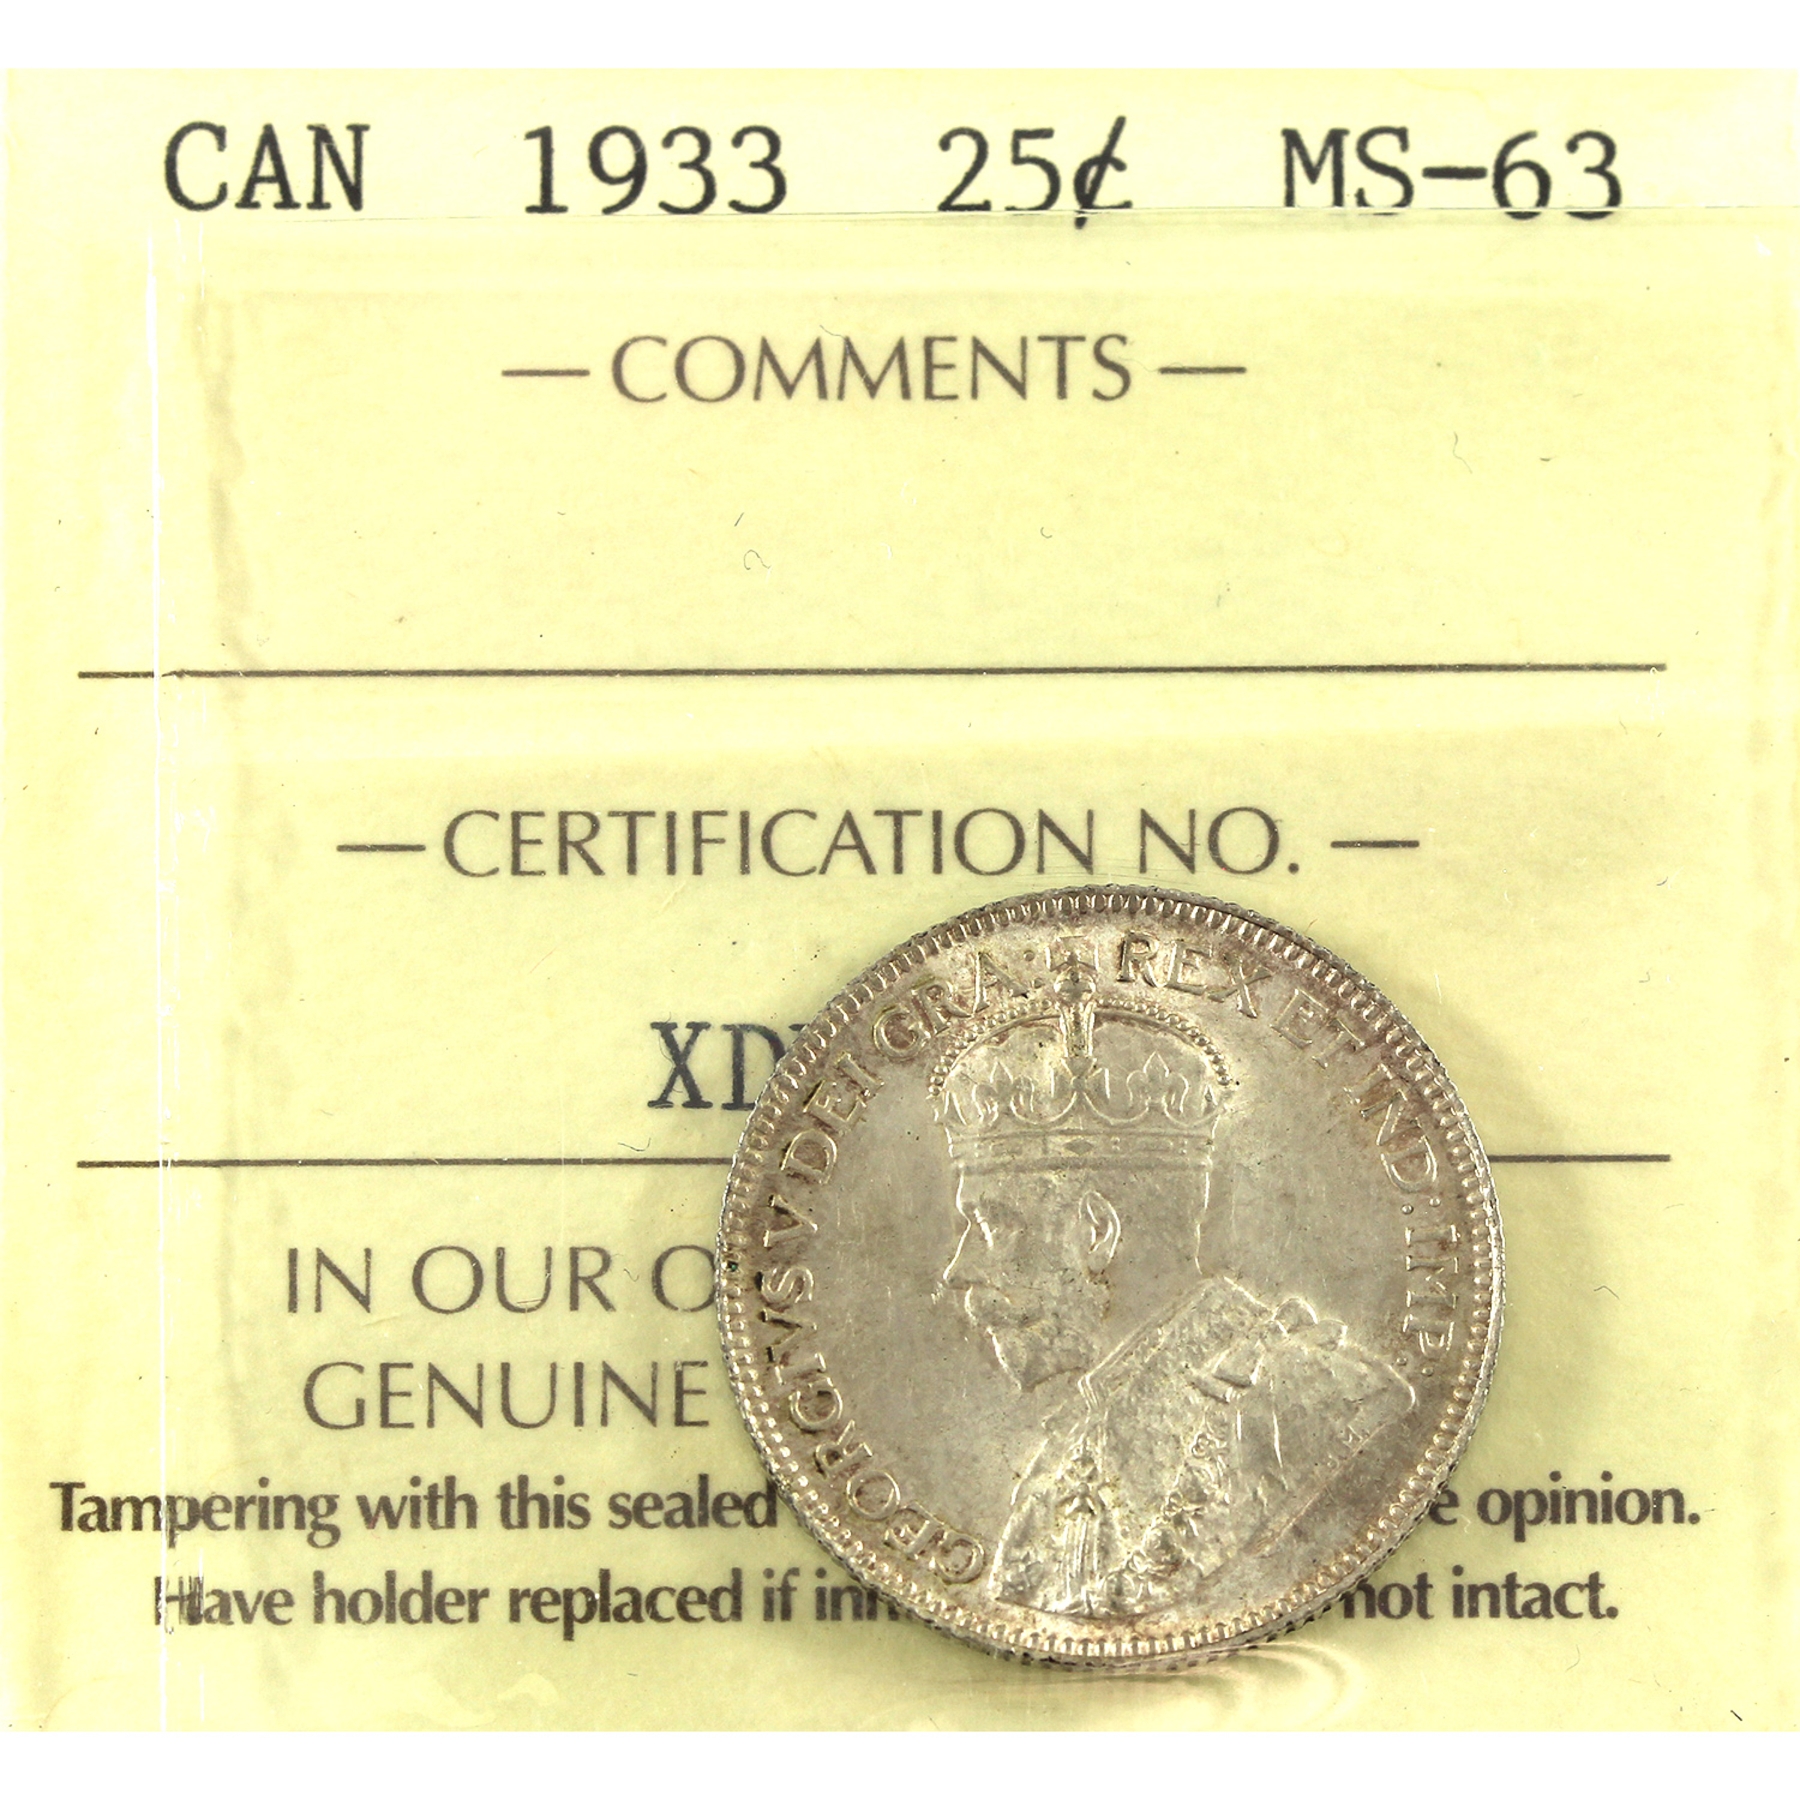 CAN 1933 25¢ MS-63
— COMMENTS —
— CERTIFICATION NO. —
XD
IN OUR O
GENUINE
Tampering with this sealed e opinion.
Have holder replaced if inn not intact.
GEORGIVS V DEI GRA: REX ET IND: IMP: